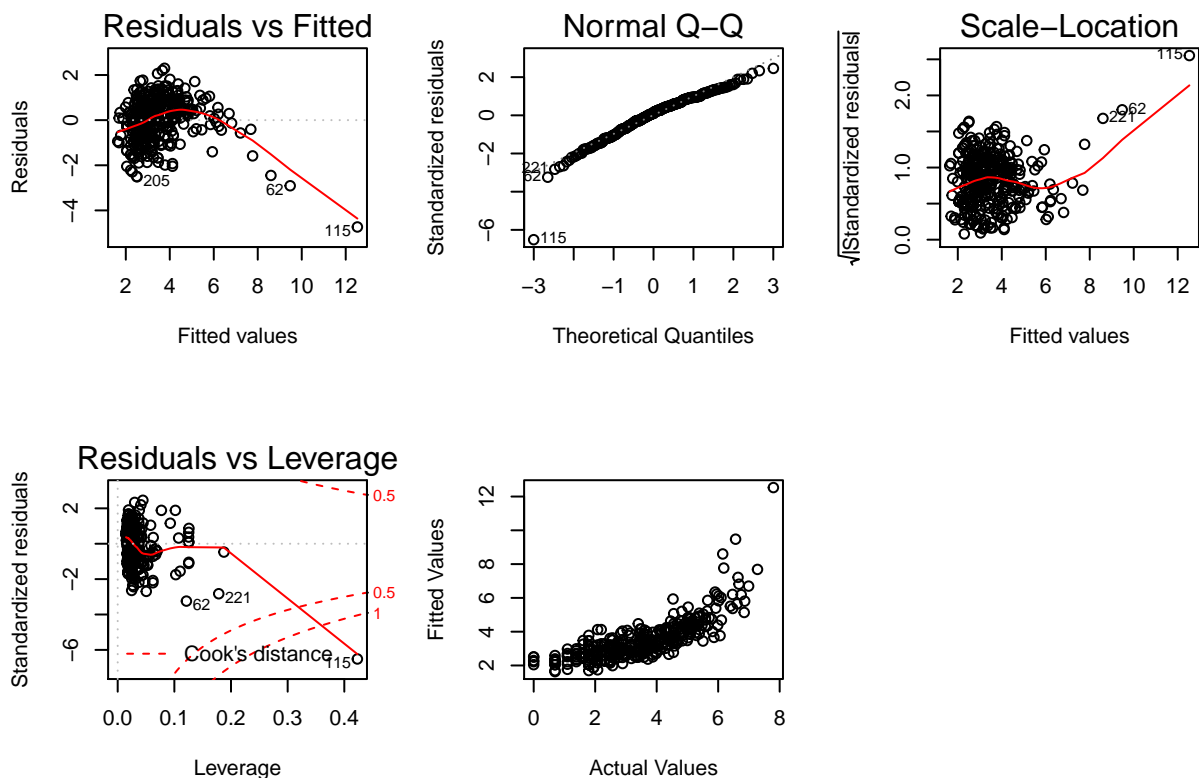 Residuals vs Fitted
Residuals
2
0
−2
−4
205
62
115
2 4 6 8 10 12
Fitted values
Normal Q−Q
Standardized residuals
2
0
−2
−6
221
62
115
−3 −2 −1 0 1 2 3
Theoretical Quantiles
Scale−Location
√|Standardized residuals|
2.0
1.0
0.0
115
62
221
2 4 6 8 10 12
Fitted values
Residuals vs Leverage
Standardized residuals
2
0
−2
−6
0.5
0.5
1
62
221
115
Cook's distance
0.0 0.1 0.2 0.3 0.4
Leverage
Fitted Values
12
10
8
6
4
2
0 2 4 6 8
Actual Values